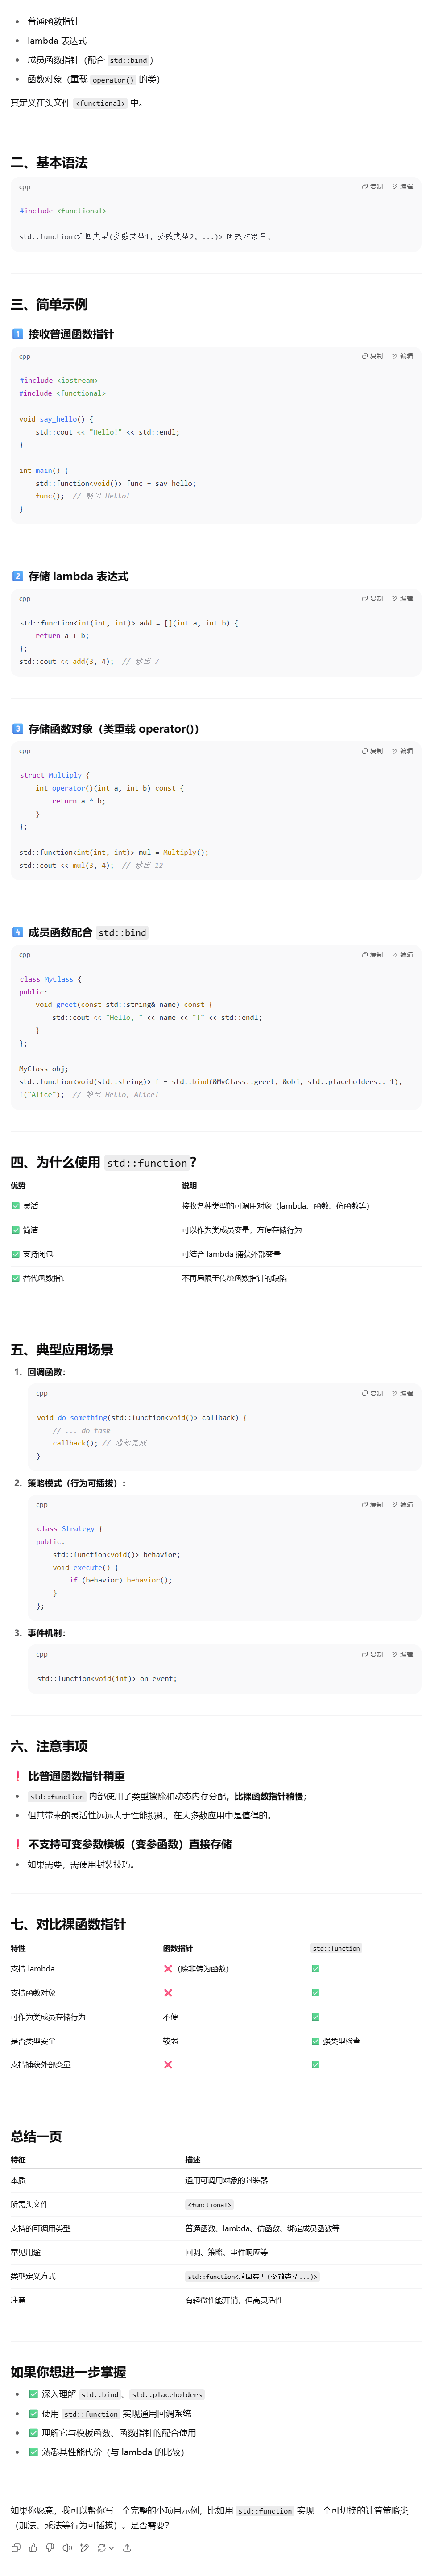 普通函数指针
lambda 表达式
成员函数指针（配合 std::bind）
函数对象（重载 operator() 的类）
其定义在头文件 <functional> 中。
二、基本语法
cpp 复制 编辑
#include <functional>
std::function<返回类型(参数类型1, 参数类型2, ...)> 函数对象名;
三、简单示例
1 接收普通函数指针
cpp 复制 编辑
#include <iostream>
#include <functional>
void say_hello() {
std::cout << "Hello!" << std::endl;
}
int main() {
std::function<void()> func = say_hello;
func(); // 输出 Hello!
}
2 存储 lambda 表达式
cpp 复制 编辑
std::function<int(int, int)> add = [](int a, int b) {
return a + b;
};
std::cout << add(3, 4); // 输出 7
3 存储函数对象（类重载 operator()）
cpp 复制 编辑
struct Multiply {
int operator()(int a, int b) const {
return a * b;
}
};
std::function<int(int, int)> mul = Multiply();
std::cout << mul(3, 4); // 输出 12
4 成员函数配合 std::bind
cpp 复制 编辑
class MyClass {
public:
void greet(const std::string& name) const {
std::cout << "Hello, " << name << "!" << std::endl;
}
};
MyClass obj;
std::function<void(std::string)> f = std::bind(&MyClass::greet, &obj, std::placeholders::_1);
f("Alice"); // 输出 Hello, Alice!
四、为什么使用 std::function？
优势 说明
✅ 灵活 接收各种类型的可调用对象（lambda、函数、仿函数等）
✅ 简洁 可以作为类成员变量，方便存储行为
✅ 支持闭包 可结合 lambda 捕获外部变量
✅ 替代函数指针 不再局限于传统函数指针的缺陷
五、典型应用场景
1. 回调函数：
cpp 复制 编辑
void do_something(std::function<void()> callback) {
// ... do task
callback(); // 通知完成
}
2. 策略模式（行为可插拔）：
cpp 复制 编辑
class Strategy {
public:
std::function<void()> behavior;
void execute() {
if (behavior) behavior();
}
};
3. 事件机制：
cpp 复制 编辑
std::function<void(int)> on_event;
六、注意事项
❗ 比普通函数指针稍重
std::function 内部使用了类型擦除和动态内存分配，比裸函数指针稍慢；
但其带来的灵活性远远大于性能损耗，在大多数应用中是值得的。
❗ 不支持可变参数模板（变参函数）直接存储
如果需要，需使用封装技巧。
七、对比裸函数指针
特性 函数指针 std::function
支持 lambda ❌（除非转为函数） ✅
支持函数对象 ❌ ✅
可作为类成员存储行为 不便 ✅
是否类型安全 较弱 ✅ 强类型检查
支持捕获外部变量 ❌ ✅
总结一页
特征 描述
本质 通用可调用对象的封装器
所需头文件 <functional>
支持的可调用类型 普通函数、lambda、仿函数、绑定成员函数等
常见用途 回调、策略、事件响应等
类型定义方式 std::function<返回类型(参数类型...)>
注意 有轻微性能开销，但高灵活性
如果你想进一步掌握
✅ 深入理解 std::bind、std::placeholders
✅ 使用 std::function 实现通用回调系统
✅ 理解它与模板函数、函数指针的配合使用
✅ 熟悉其性能代价（与 lambda 的比较）
如果你愿意，我可以帮你写一个完整的小项目示例，比如用 std::function 实现一个可切换的计算策略类
（加法、乘法等行为可插拔）。是否需要？